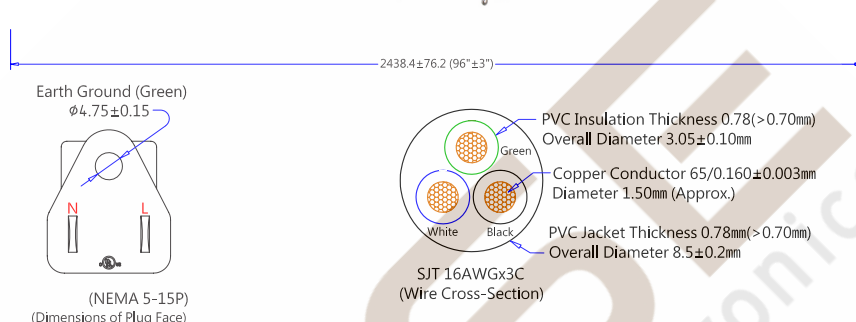 2438.4±76.2 (96"±3")
Earth Ground (Green)
φ4.75±0.15
N
L
(NEMA 5-15P)
(Dimensions of Plug Face)
Green
White
Black
SJT 16AWGx3C
(Wire Cross-Section)
PVC Insulation Thickness 0.78(>0.70mm)
Overall Diameter 3.05±0.10mm
Copper Conductor 65/0.160±0.003mm
Diameter 1.50mm (Approx.)
PVC Jacket Thickness 0.78mm(>0.70mm)
Overall Diameter 8.5±0.2mm
SE
onic